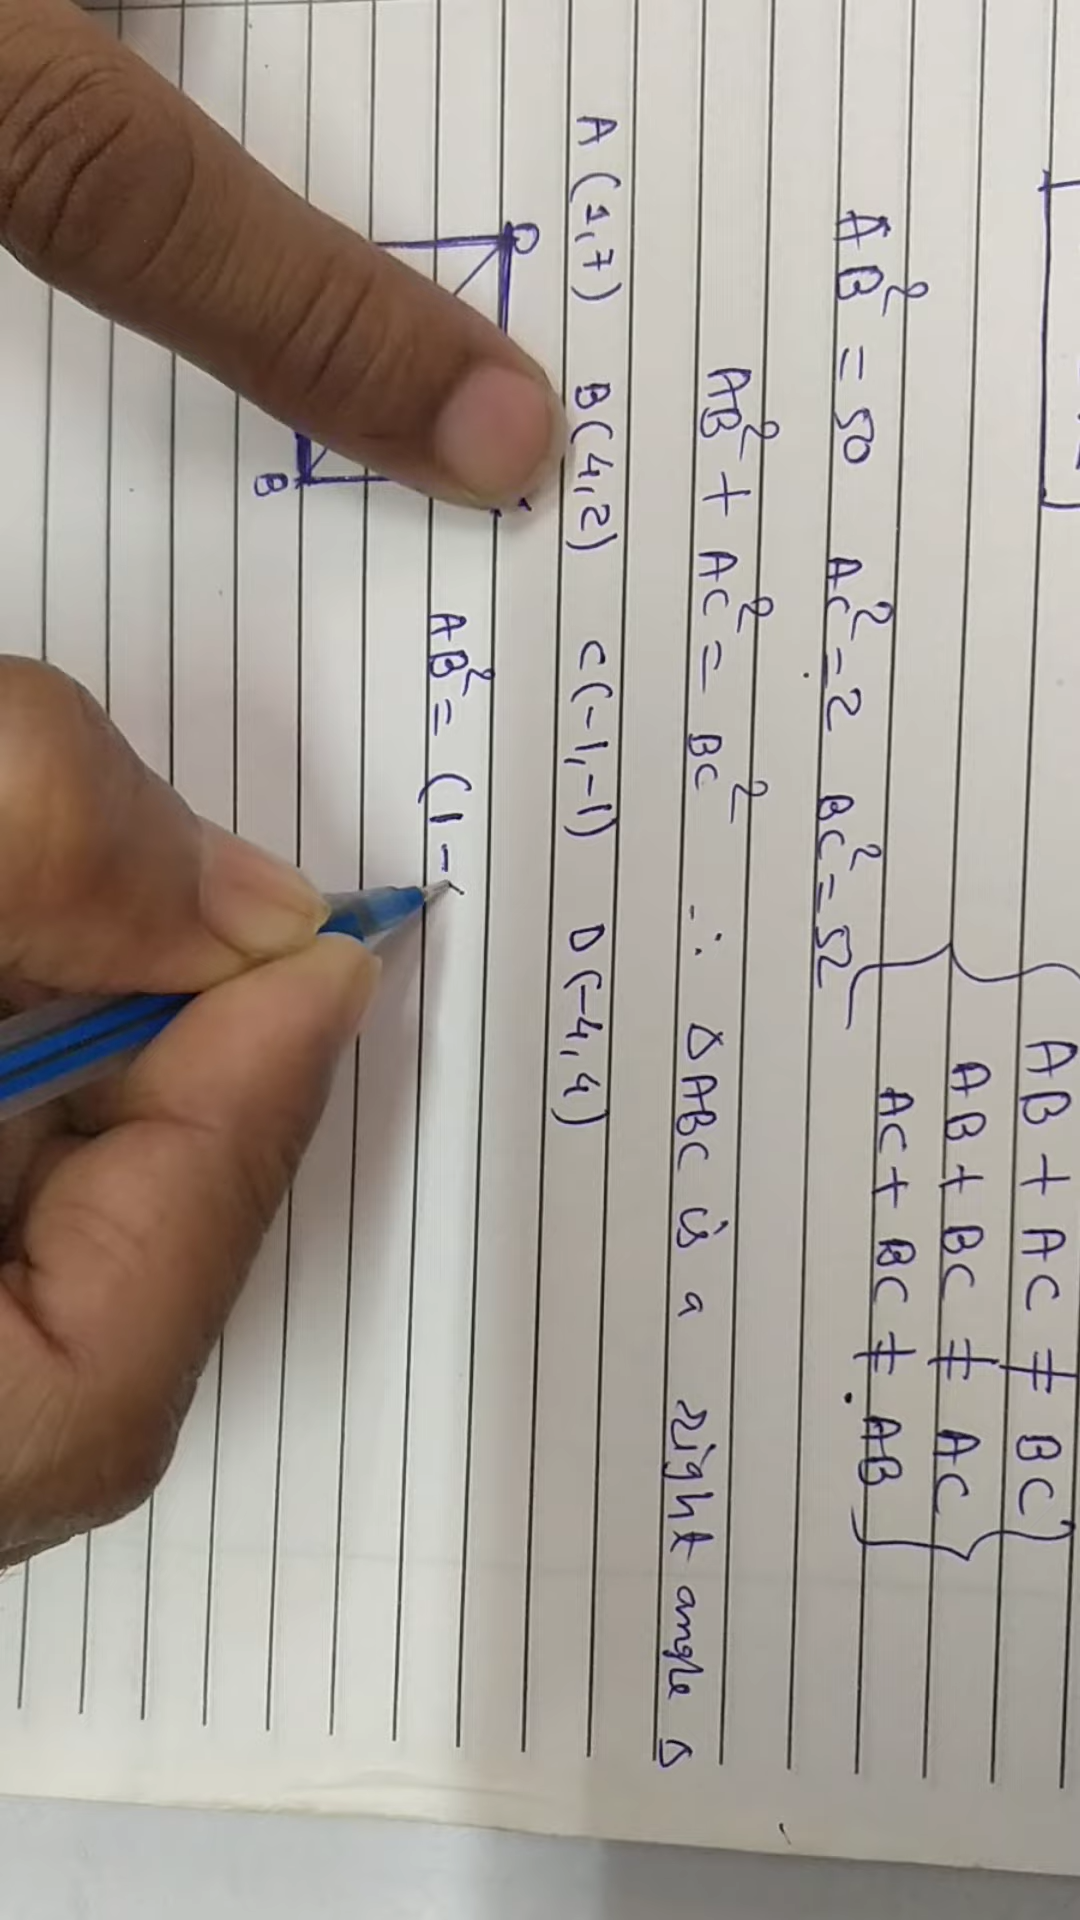 AB + AC ≠ BC
AB + BC ≠ AC
AC + BC ≠ AB
AB² = 50 AC² = 2 BC² = 52
AB² + AC² = BC² ∴ ΔABC is a right angle Δ
A (1,7) B(4,2) C(-1,-1) D(-4,4)
D
B
AB² = (1 -